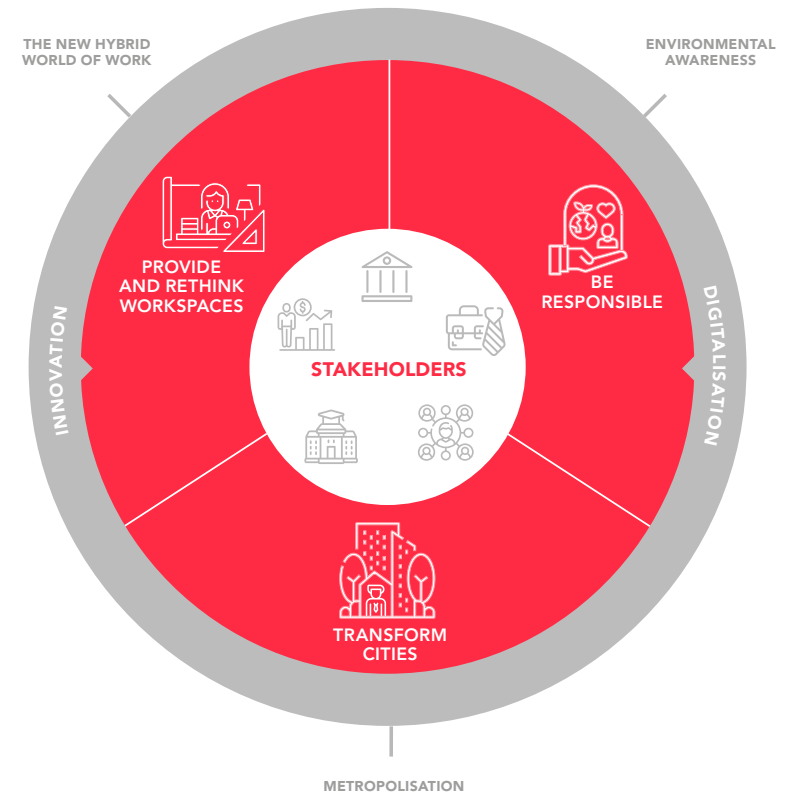 THE NEW HYBRID
WORLD OF WORK
ENVIRONMENTAL
AWARENESS
PROVIDE
AND RETHINK
WORKSPACES
BE
RESPONSIBLE
INNOVATION
DIGITALISATION
$
STAKEHOLDERS
TRANSFORM
CITIES
METROPOLISATION